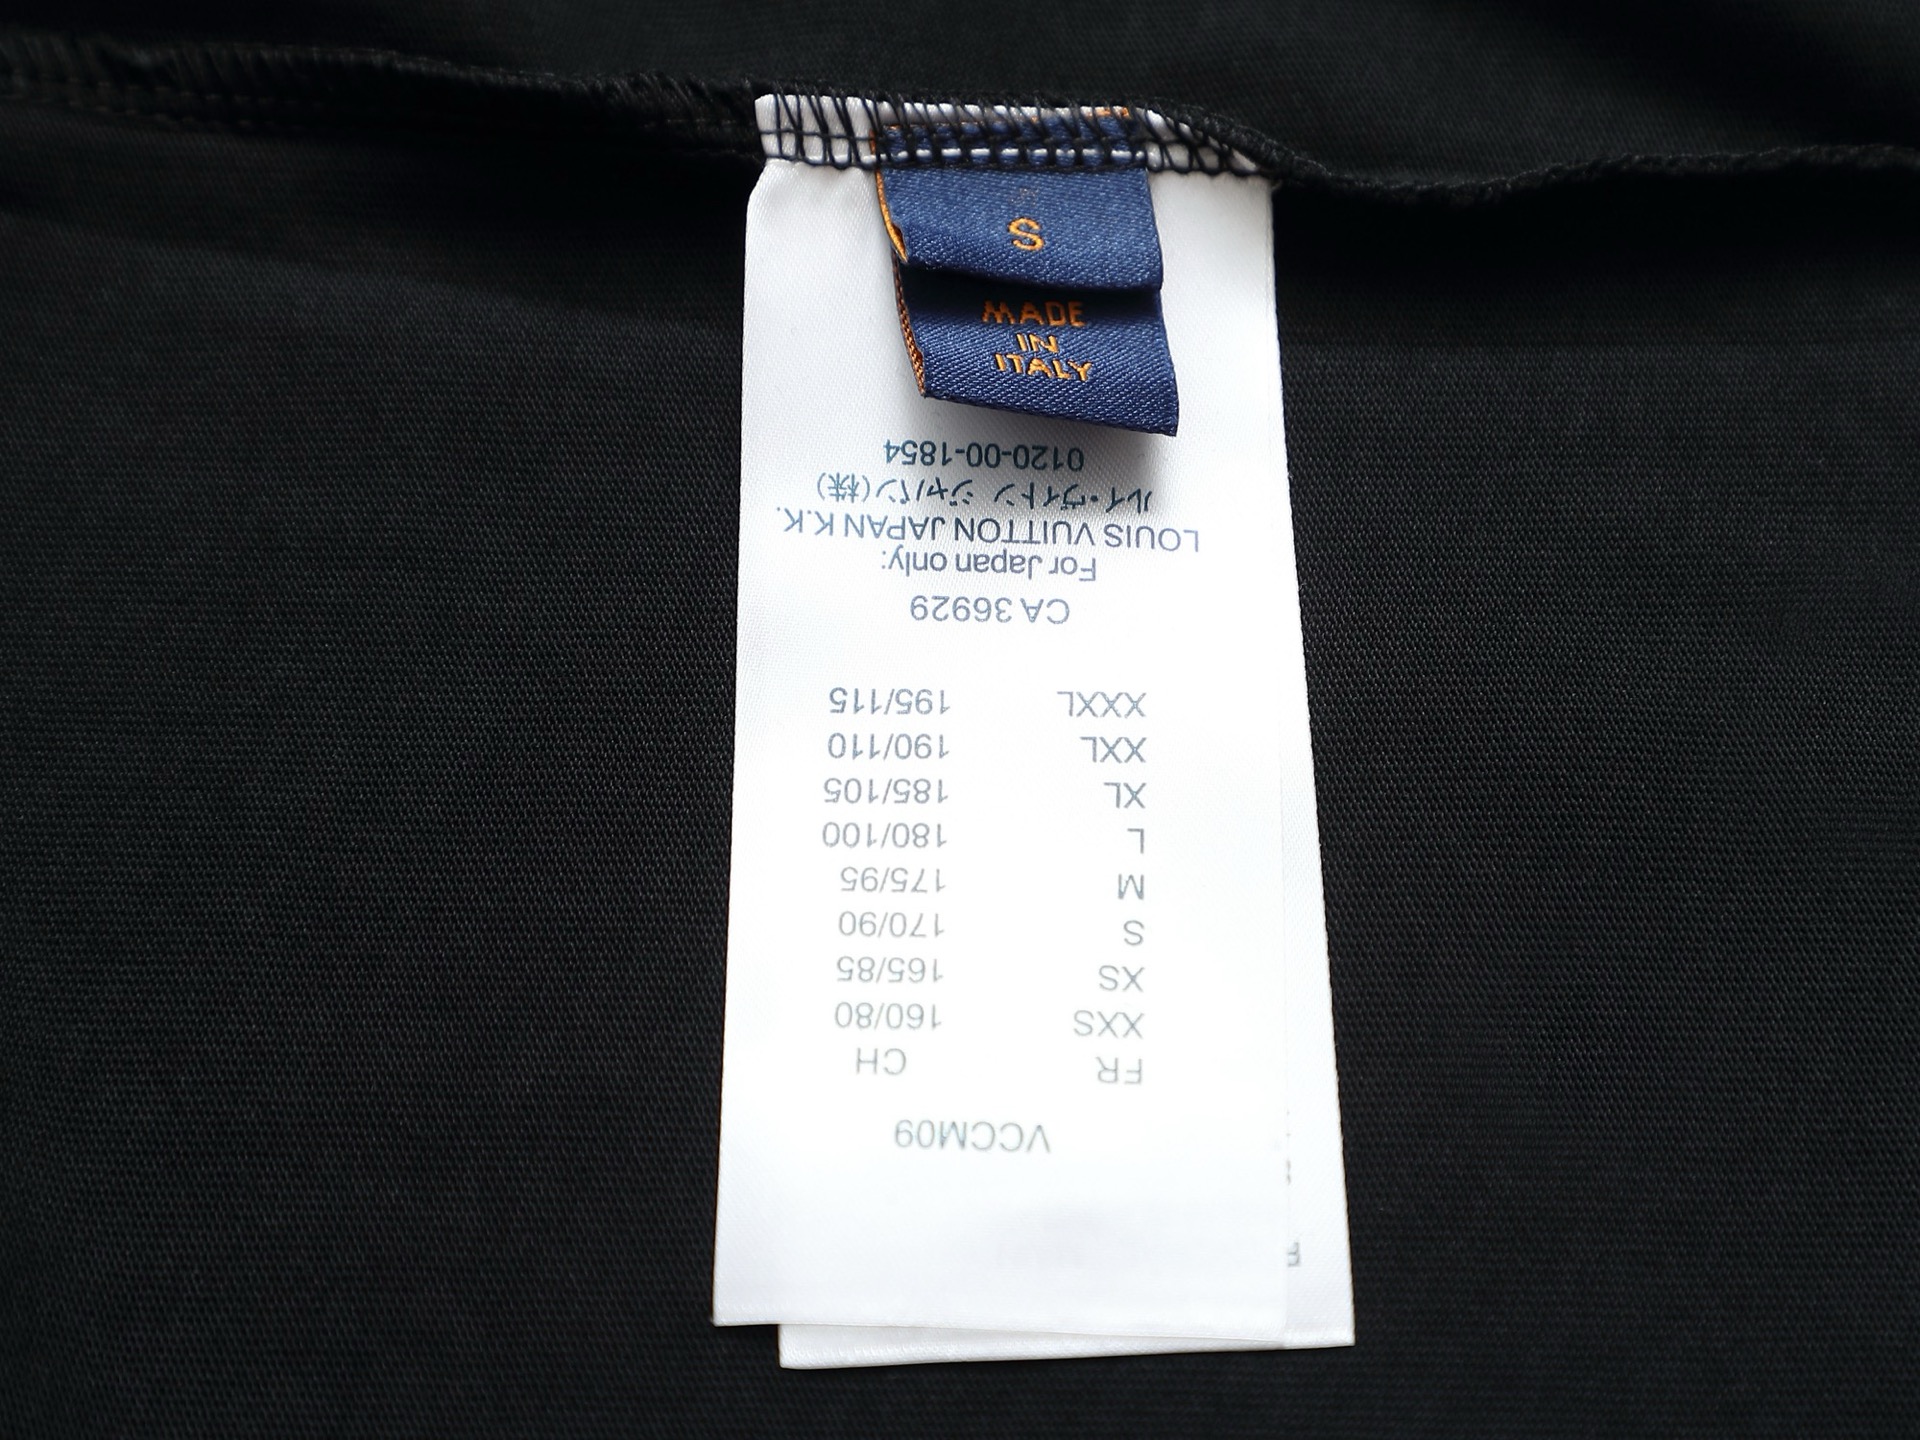 S
MADE
IN
ITALY
VCCM09
FR CH
XXS 160/80
XS 165/85
S 170/90
M 175/95
L 180/100
XL 185/105
XXL 190/110
XXXL 195/115
CA 36929
For Japan only:
LOUIS VUITTON JAPAN K.K.
ルイ・ヴィトン ジャパン(株)
0120-00-1854